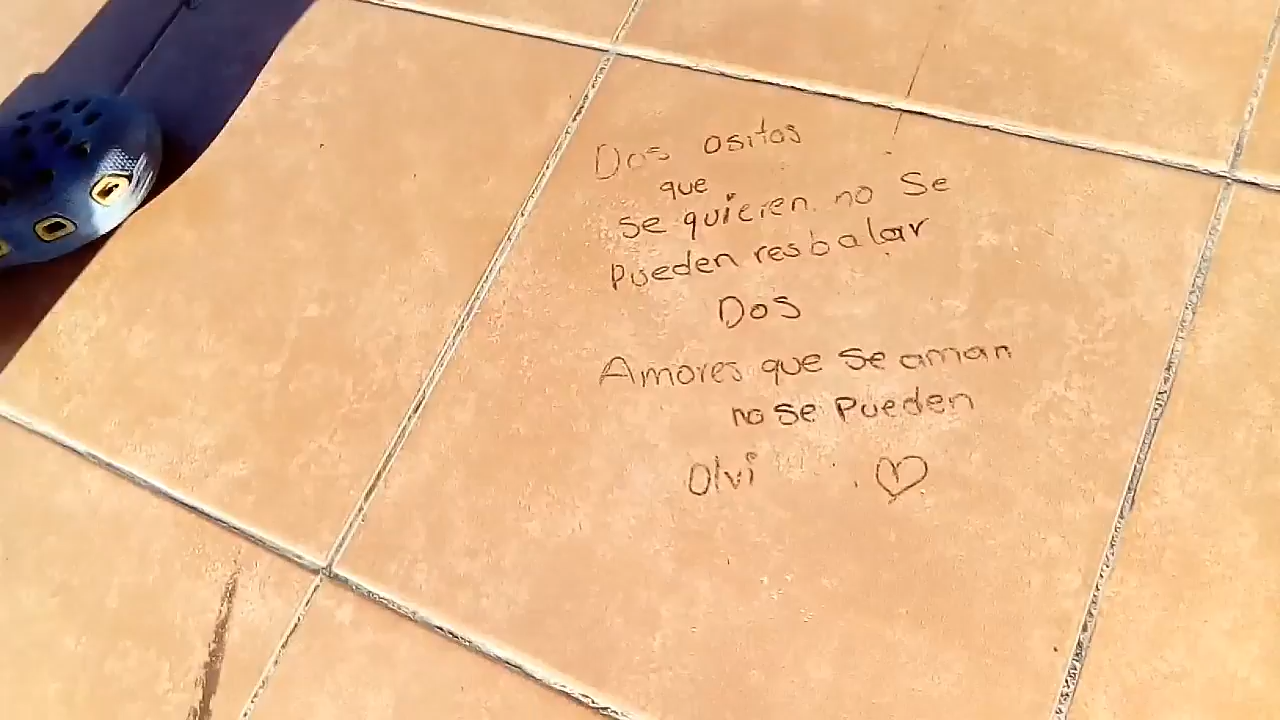 Dos ositos
que
se quieren no Se
Pueden resbalar
Dos
Amores que se aman
no se Pueden
Olvi